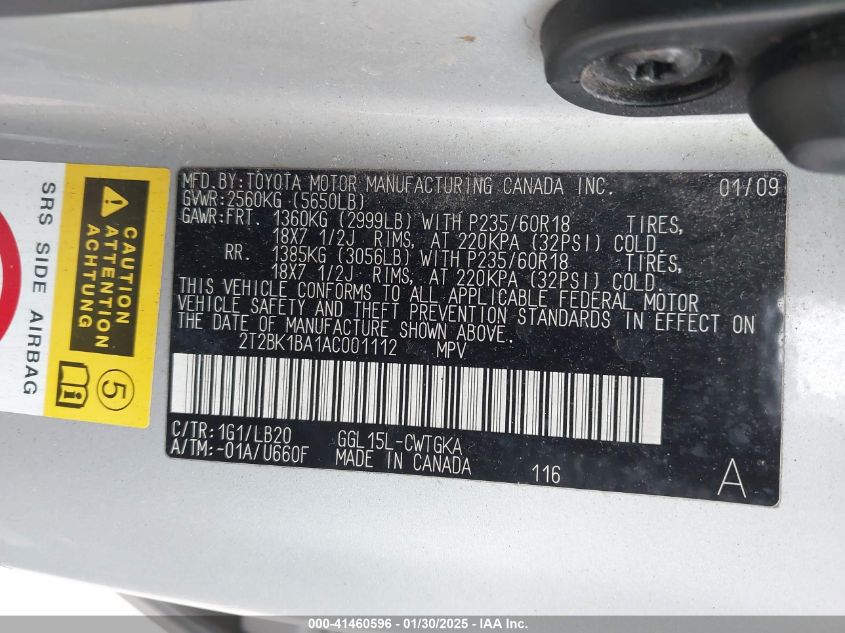 SRS SIDE AIRBAG
CAUTION
ATTENTION
ACHTUNG
5
MFD.BY:TOYOTA MOTOR MANUFACTURING CANADA INC. 01/09
GVWR:2560KG (5650LB)
GAWR:FRT 1360KG (2999LB) WITH P235/60R18 TIRES,
18X7 1/2J RIMS, AT 220KPA (32PSI) COLD.
RR. 1385KG (3056LB) WITH P235/60R18 TIRES,
18X7 1/2J RIMS, AT 220KPA (32PSI) COLD.
THIS VEHICLE CONFORMS TO ALL APPLICABLE FEDERAL MOTOR
VEHICLE SAFETY AND THEFT PREVENTION STANDARDS IN EFFECT ON
THE DATE OF MANUFACTURE SHOWN ABOVE.
2T2BK1BA1AC001112 MPV
C/TR:1G1/LB20 GGL15L-CWTGKA
A/TM:-01A/U660F MADE IN CANADA 116 A
000-41460596 - 01/30/2025 - IAA Inc.